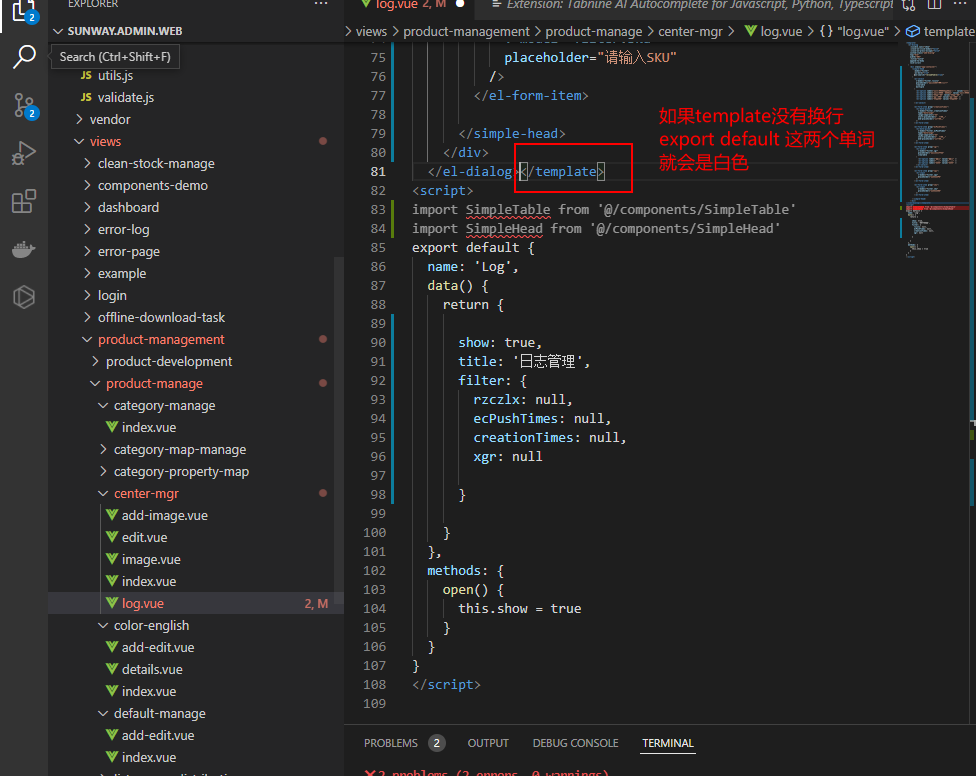 EXPLORER
···
2
SUNWAY.ADMIN.WEB
Search (Ctrl+Shift+F)
JS utils.js
JS validate.js
vendor
2
views
clean-stock-manage
components-demo
dashboard
error-log
error-page
example
login
offline-download-task
product-management
product-development
product-manage
category-manage
index.vue
category-map-manage
category-property-map
center-mgr
add-image.vue
edit.vue
image.vue
index.vue
log.vue 2, M
color-english
add-edit.vue
details.vue
index.vue
default-manage
add-edit.vue
index.vue
log.vue 2, M
Extension: Tabnine AI Autocomplete for Javascript, Python, Typescript
views > product-management > product-manage > center-mgr > log.vue > {} "log.vue" > template
75 placeholder="请输入SKU"
76 />
77 </el-form-item>
78
79 </simple-head>
80 </div>
81 </el-dialog></template>
82 <script>
83 import SimpleTable from '@/components/SimpleTable'
84 import SimpleHead from '@/components/SimpleHead'
85 export default {
86 name: 'Log',
87 data() {
88 return {
89
90 show: true,
91 title: '日志管理',
92 filter: {
93 rzczlx: null,
94 ecPushTimes: null,
95 creationTimes: null,
96 xgr: null
97
98 }
99
100 }
101 },
102 methods: {
103 open() {
104 this.show = true
105 }
106 }
107 }
108 </script>
109
如果template没有换行
export default 这两个单词
就会是白色
PROBLEMS 2 OUTPUT DEBUG CONSOLE TERMINAL
2 problems (2 errors, 0 warnings)